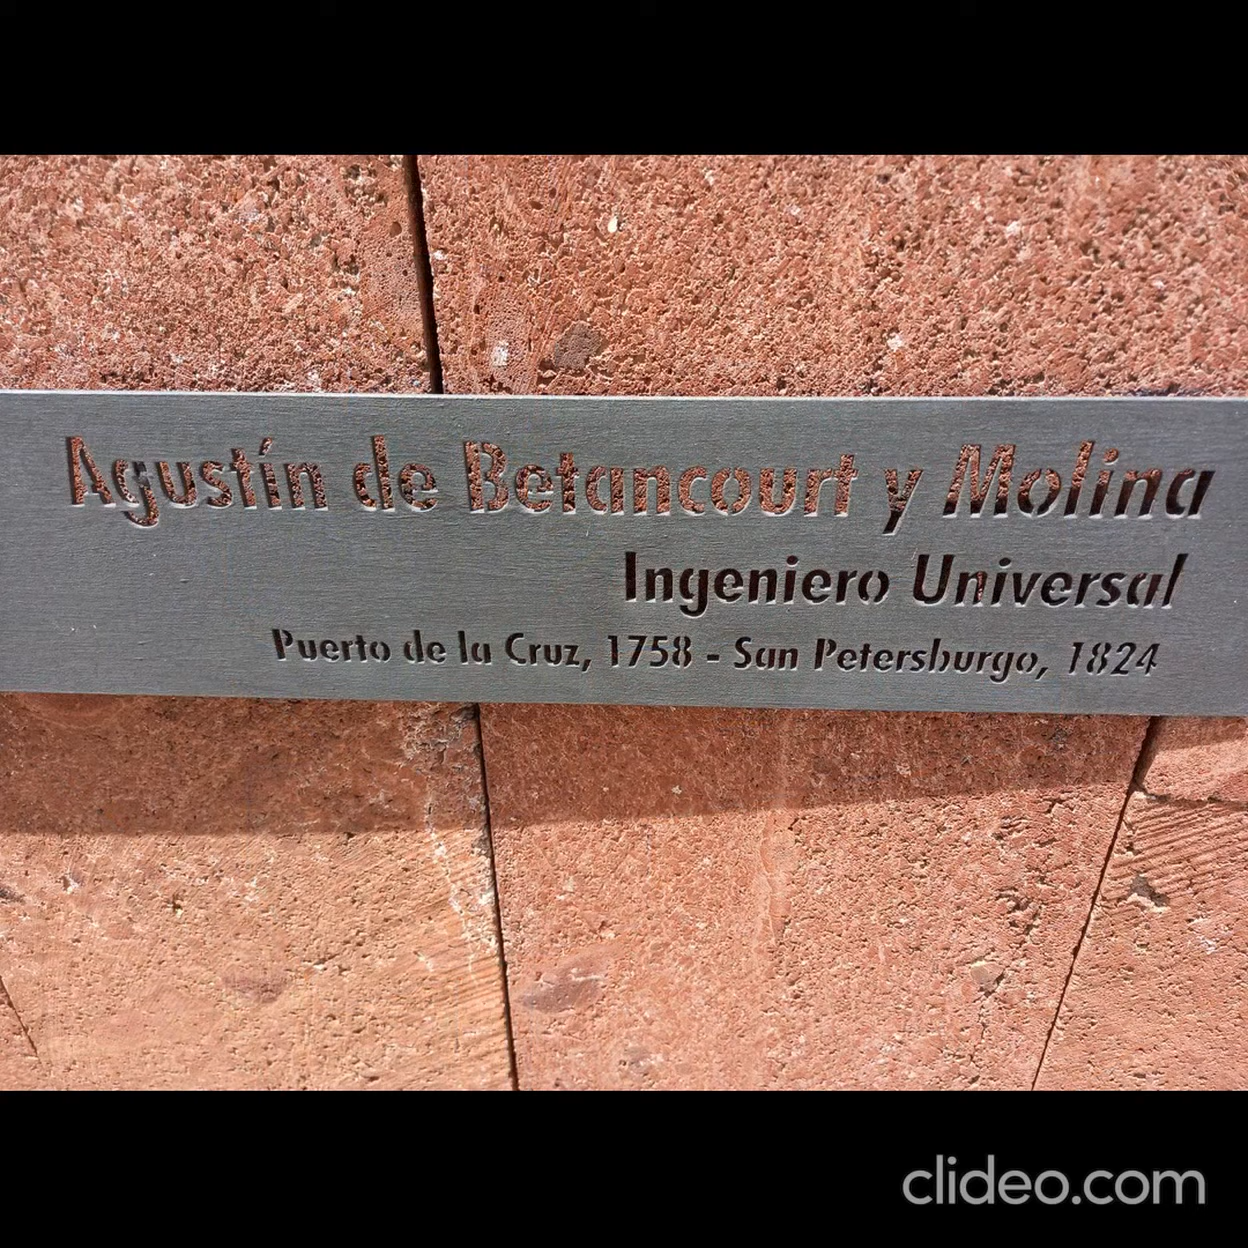 Agustín de Betancourt y Molina
Ingeniero Universal
Puerto de la Cruz, 1758 - San Petersburgo, 1824
clideo.com